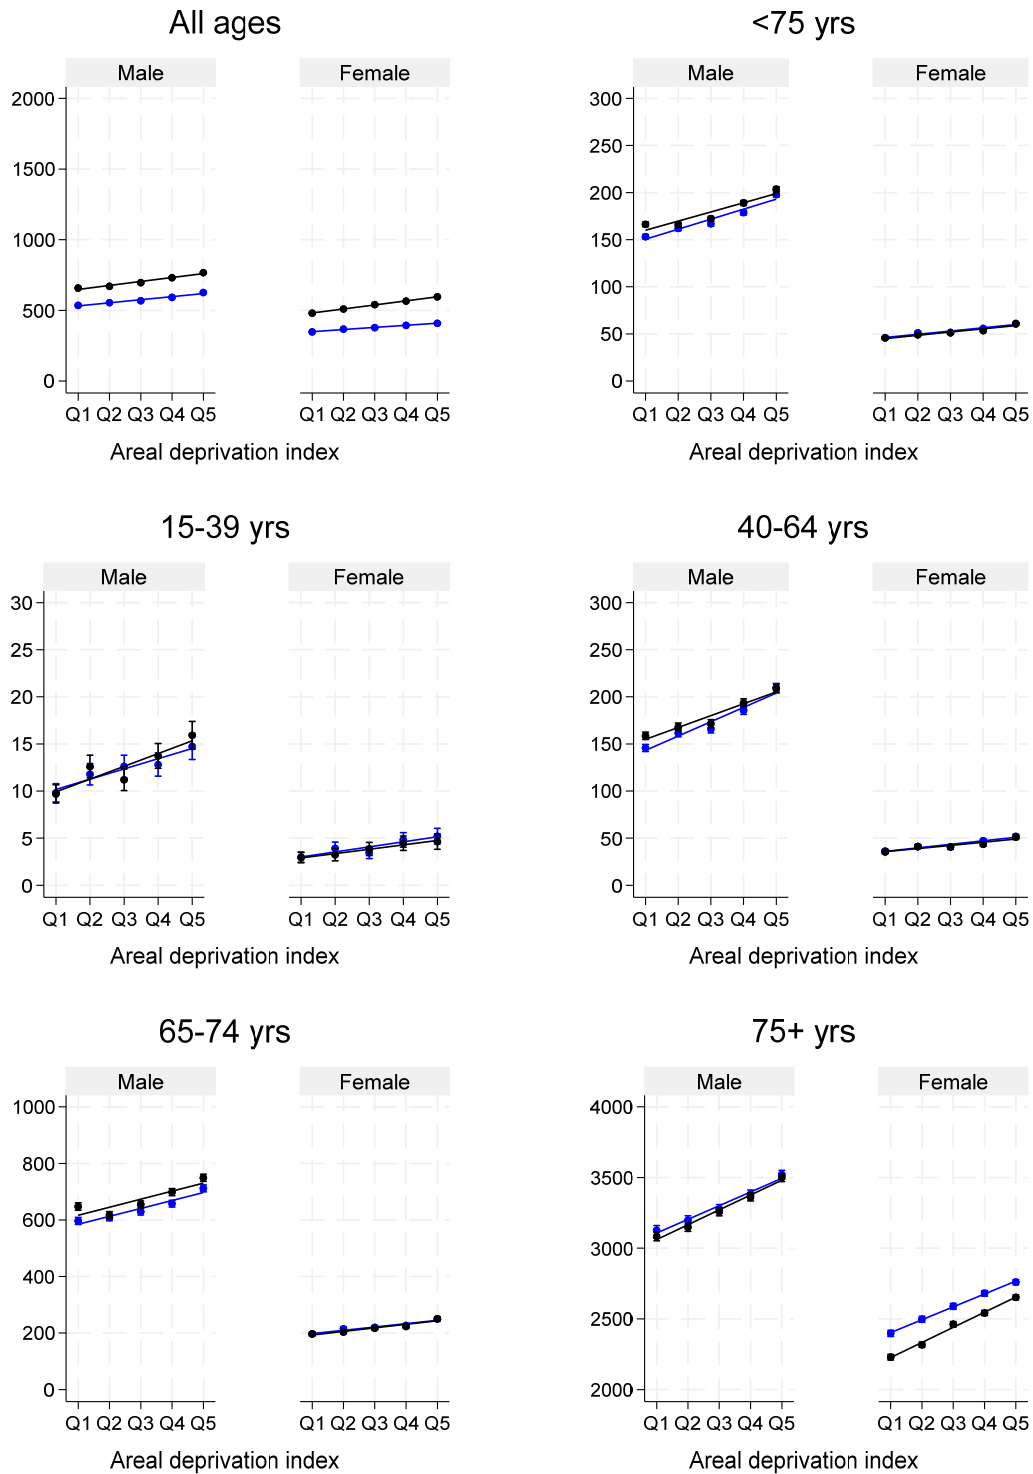 All ages
<75 yrs
Male Female
Male Female
2000
1500
1000
500
0
300
250
200
150
100
50
0
Q1 Q2 Q3 Q4 Q5 Q1 Q2 Q3 Q4 Q5
Q1 Q2 Q3 Q4 Q5 Q1 Q2 Q3 Q4 Q5
Areal deprivation index
Areal deprivation index
15-39 yrs
40-64 yrs
Male Female
Male Female
30
25
20
15
10
5
0
300
250
200
150
100
50
0
Q1 Q2 Q3 Q4 Q5 Q1 Q2 Q3 Q4 Q5
Q1 Q2 Q3 Q4 Q5 Q1 Q2 Q3 Q4 Q5
Areal deprivation index
Areal deprivation index
65-74 yrs
75+ yrs
Male Female
Male Female
1000
800
600
400
200
0
4000
3500
3000
2500
2000
Q1 Q2 Q3 Q4 Q5 Q1 Q2 Q3 Q4 Q5
Q1 Q2 Q3 Q4 Q5 Q1 Q2 Q3 Q4 Q5
Areal deprivation index
Areal deprivation index